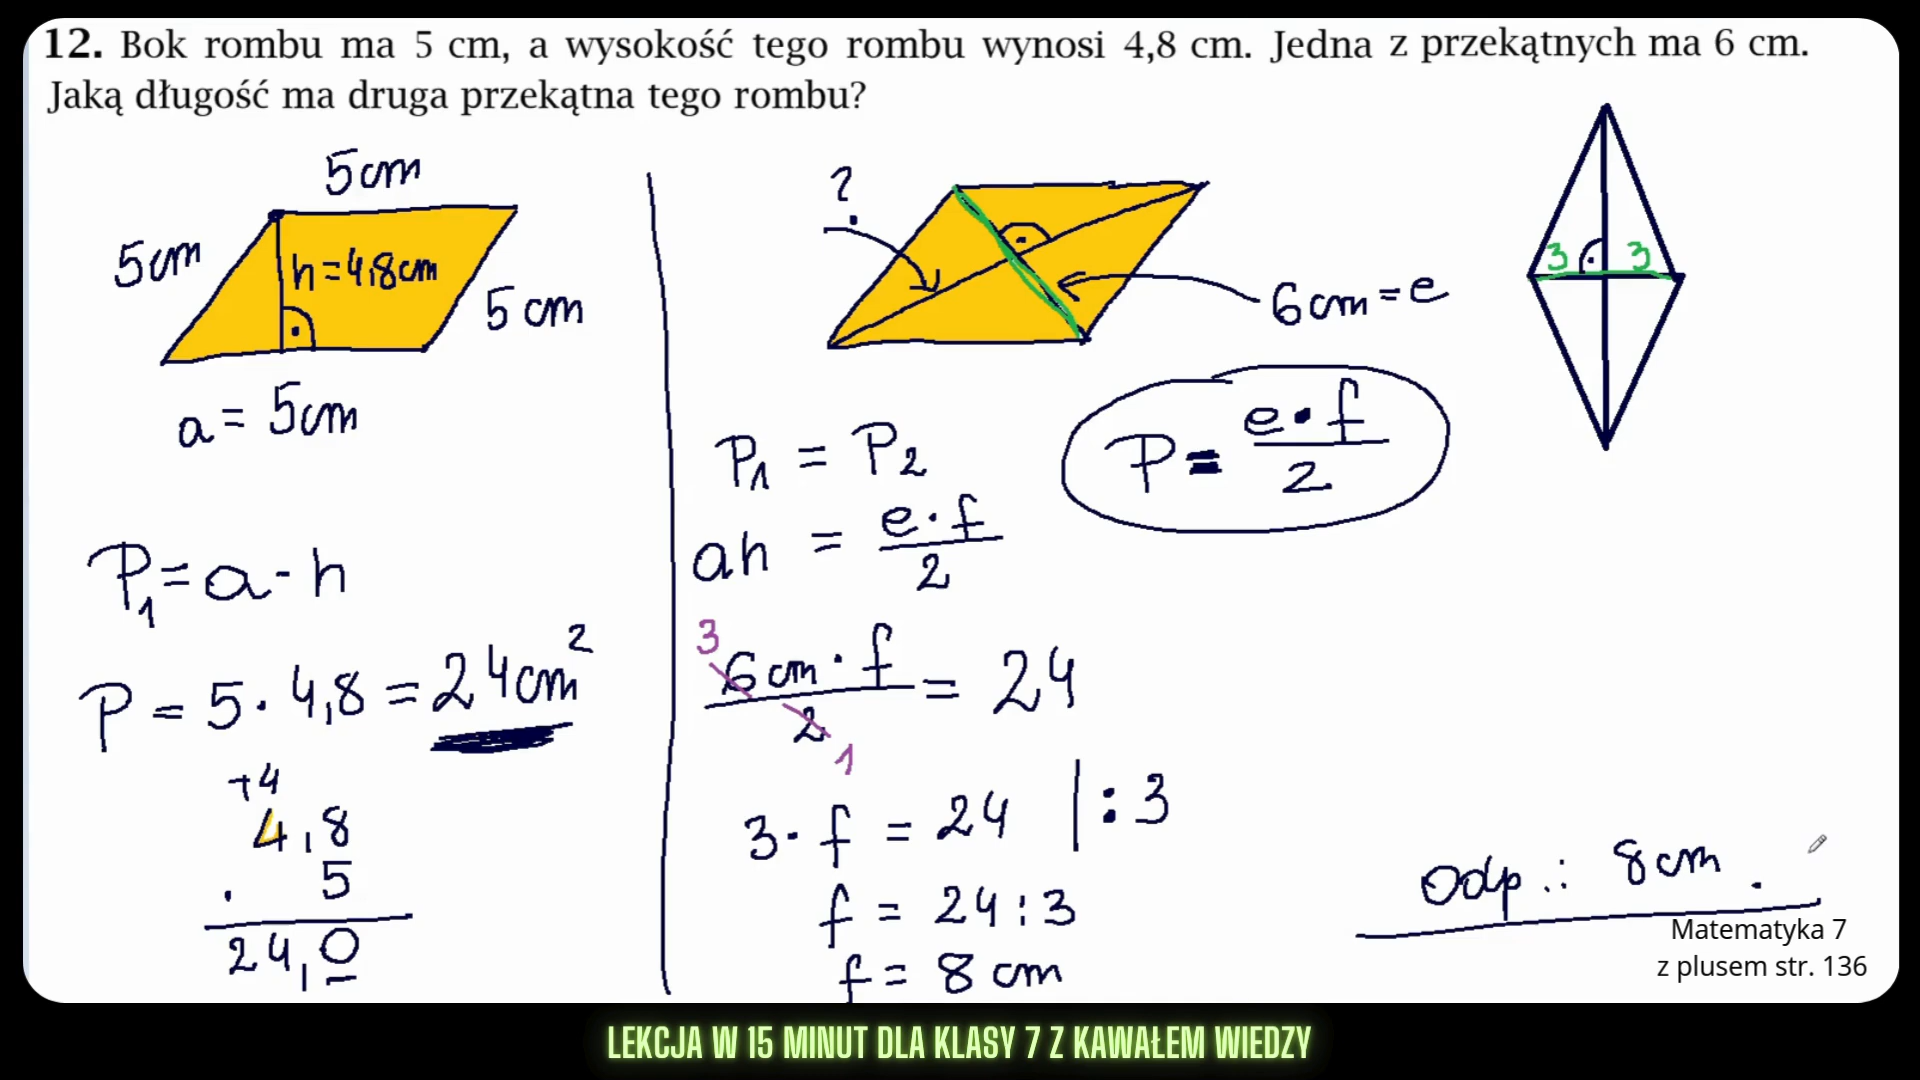 12. Bok rombu ma 5 cm, a wysokość tego rombu wynosi 4,8 cm. Jedna z przekątnych ma 6 cm.
Jaką długość ma druga przekątna tego rombu?
5cm
5cm
h=4,8cm
5cm
a = 5cm
P₁=a·h
P = 5·4,8 = 24cm²
+4
4,8
· 5
24,0
?
6cm=e
3 3
P₁ = P₂
P = e·f/2
ah = e·f/2
3
6cm·f/2 = 24
1
3·f = 24 |:3
f = 24:3
f = 8 cm
Odp.: 8cm.
Matematyka 7
z plusem str. 136
LEKCJA W 15 MINUT DLA KLASY 7 Z KAWAŁEM WIEDZY